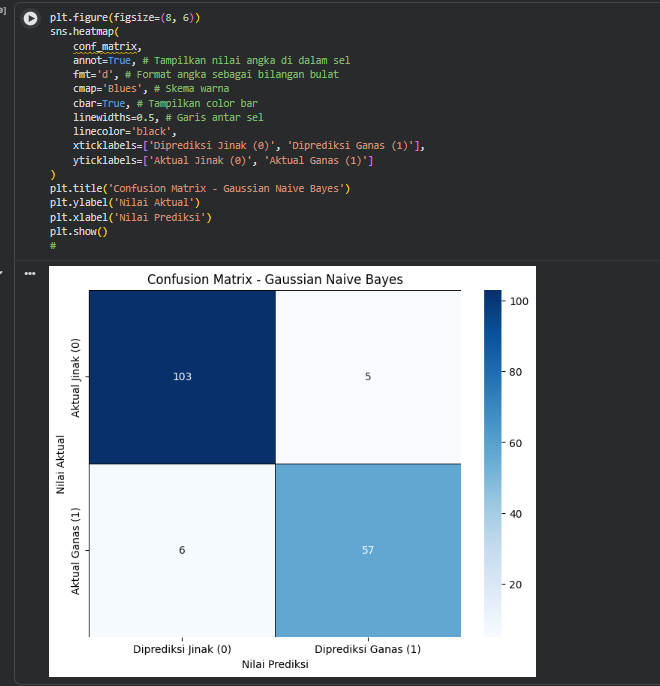 plt.figure(figsize=(8, 6))
sns.heatmap(
conf_matrix,
annot=True, # Tampilkan nilai angka di dalam sel
fmt='d', # Format angka sebagai bilangan bulat
cmap='Blues', # Skema warna
cbar=True, # Tampilkan color bar
linewidths=0.5, # Garis antar sel
linecolor='black',
xticklabels=['Diprediksi Jinak (0)', 'Diprediksi Ganas (1)'],
yticklabels=['Aktual Jinak (0)', 'Aktual Ganas (1)']
)
plt.title('Confusion Matrix - Gaussian Naive Bayes')
plt.ylabel('Nilai Aktual')
plt.xlabel('Nilai Prediksi')
plt.show()
#
Confusion Matrix - Gaussian Naive Bayes
Nilai Aktual
Aktual Jinak (0)
103
5
Aktual Ganas (1)
6
57
Diprediksi Jinak (0)
Diprediksi Ganas (1)
Nilai Prediksi
100
80
60
40
20